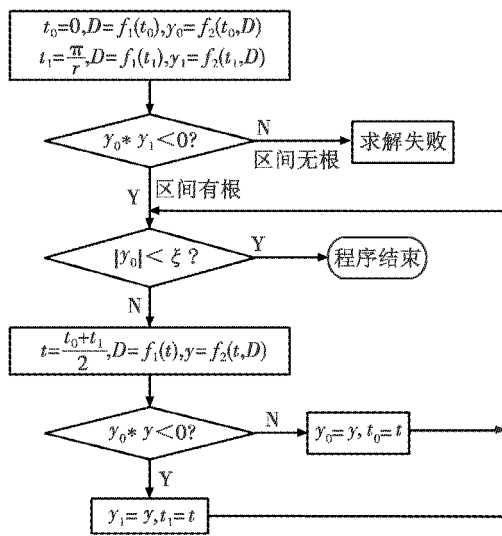 t₀=0,D=f₁(t₀),y₀=f₂(t₀,D)
t₁=π/r,D=f₁(t₁),y₁=f₂(t₁,D)
y₀*y₁<0?
N
求解失败
区间无根
Y
区间有根
|y₀|<ξ?
Y
程序结束
N
t=(t₀+t₁)/2,D=f₁(t),y=f₂(t,D)
y₀*y<0?
N
y₀=y,t₀=t
Y
y₁=y,t₁=t